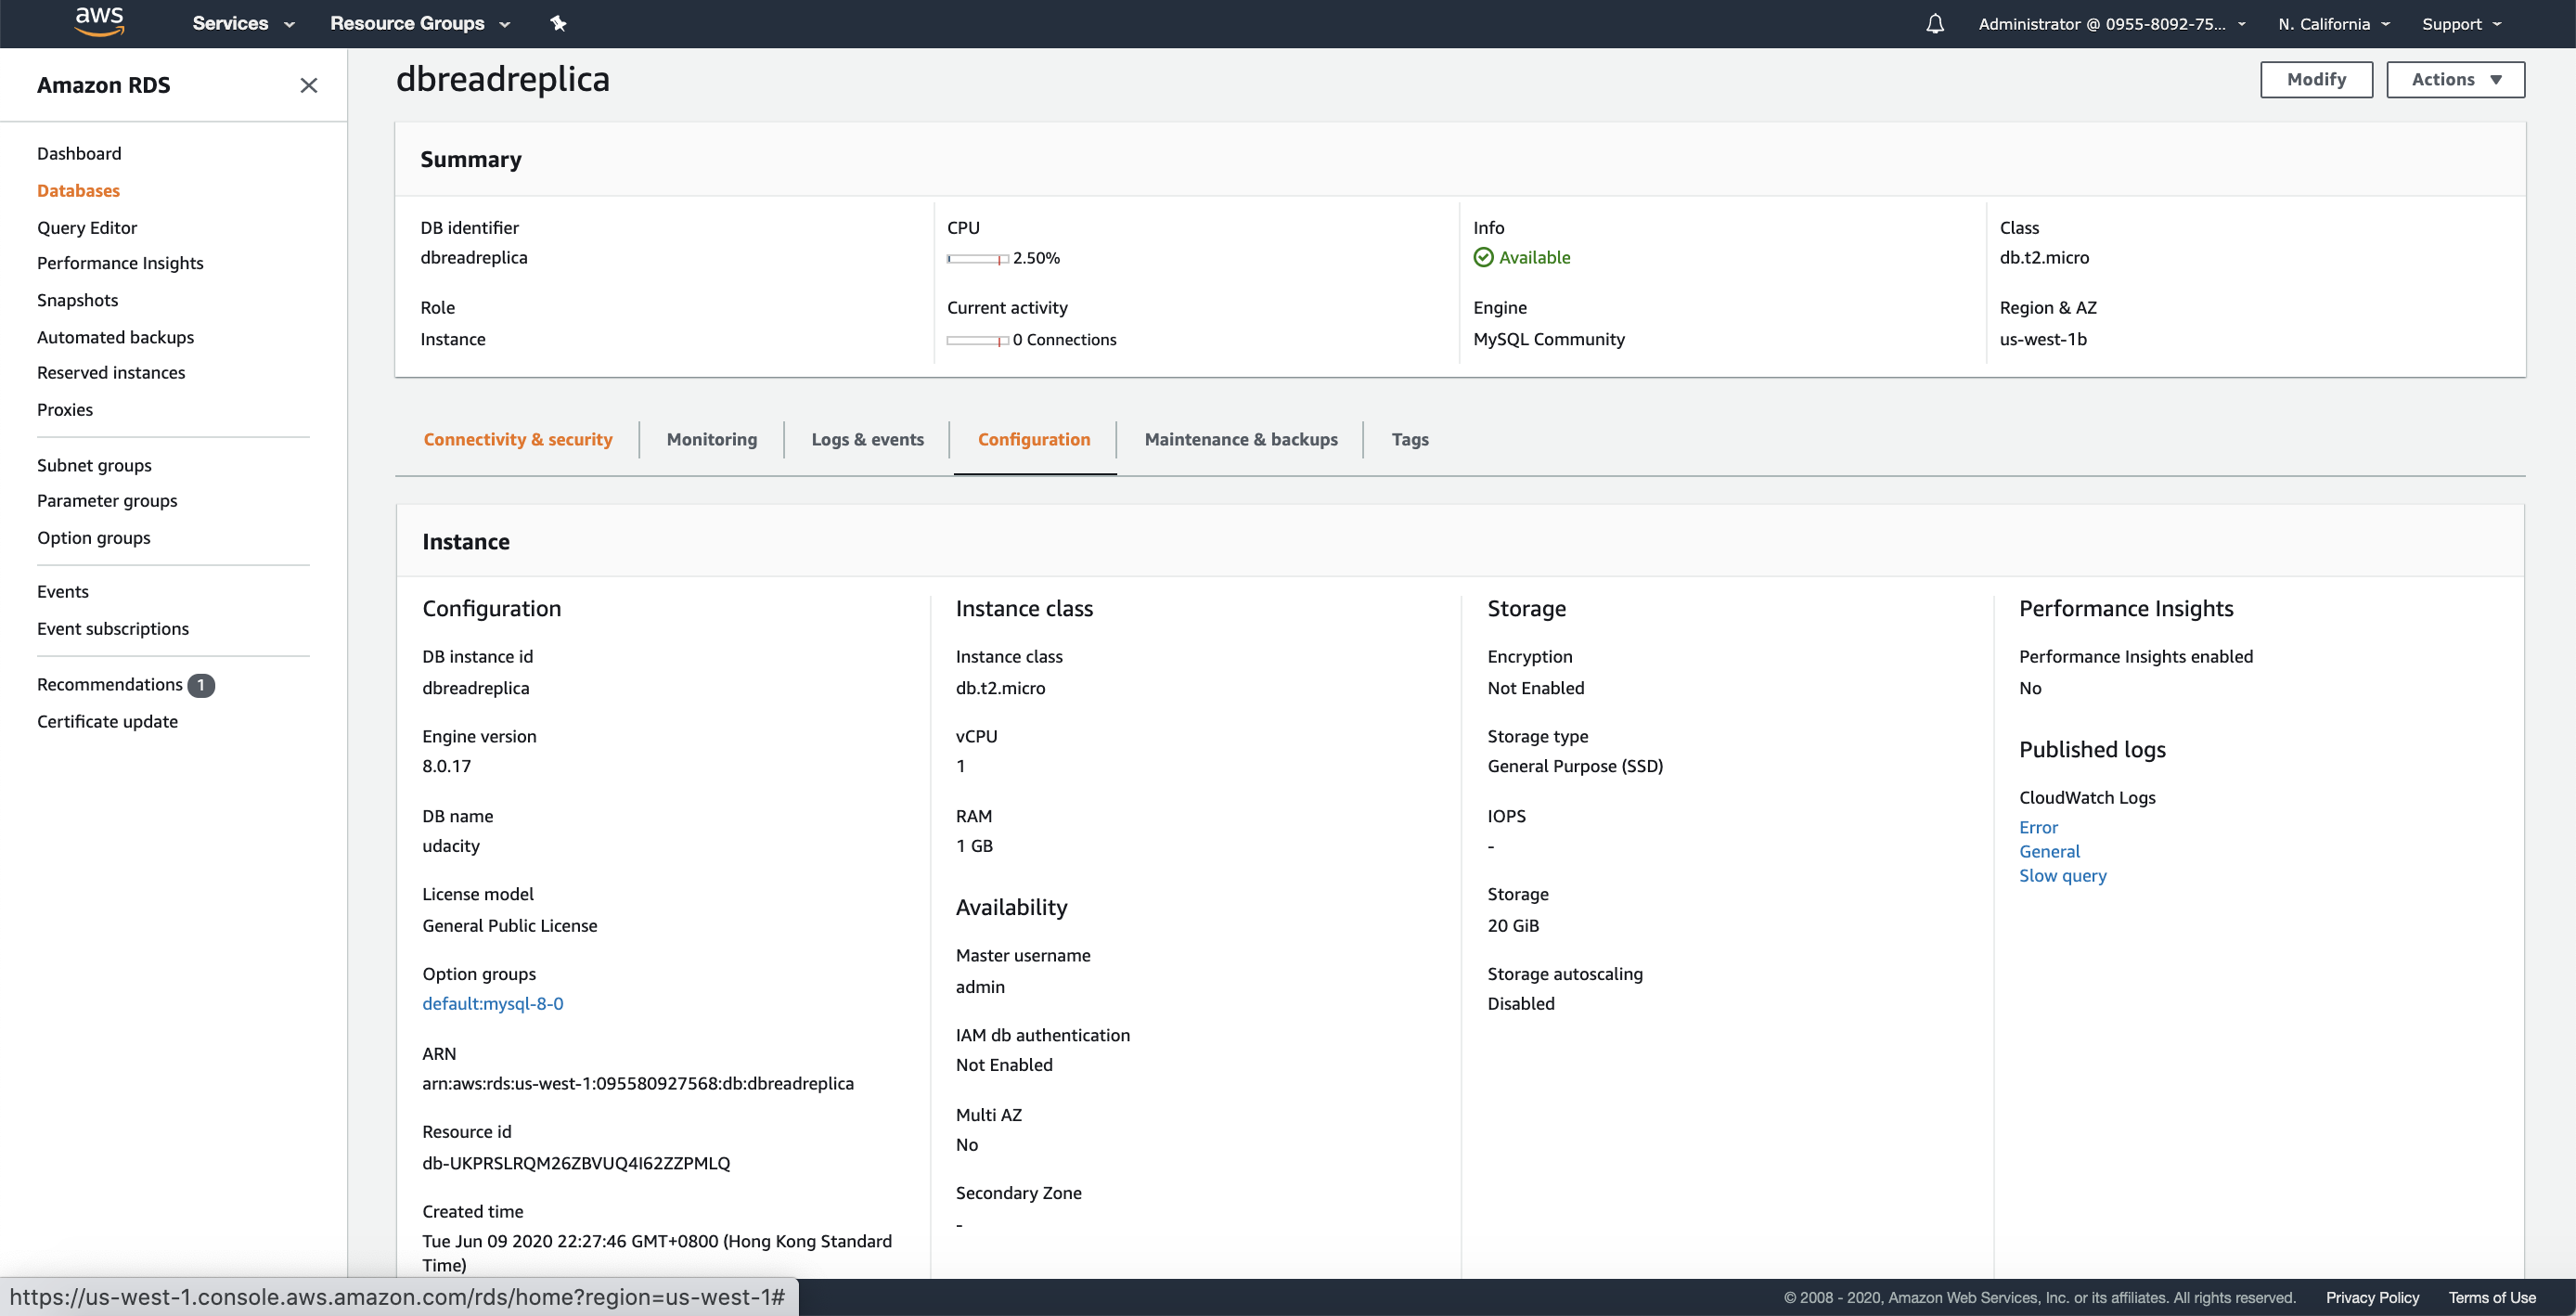 aws
Services
Resource Groups
Administrator @ 0955-8092-75...
N. California
Support
Amazon RDS
Dashboard
Databases
Query Editor
Performance Insights
Snapshots
Automated backups
Reserved instances
Proxies
Subnet groups
Parameter groups
Option groups
Events
Event subscriptions
Recommendations 1
Certificate update
dbreadreplica
Modify
Actions
Summary
DB identifier
dbreadreplica
Role
Instance
CPU
2.50%
Current activity
0 Connections
Info
Available
Engine
MySQL Community
Class
db.t2.micro
Region & AZ
us-west-1b
Connectivity & security
Monitoring
Logs & events
Configuration
Maintenance & backups
Tags
Instance
Configuration
DB instance id
dbreadreplica
Engine version
8.0.17
DB name
udacity
License model
General Public License
Option groups
default:mysql-8-0
ARN
arn:aws:rds:us-west-1:095580927568:db:dbreadreplica
Resource id
db-UKPRSLRQM26ZBVUQ4I62ZZPMLQ
Created time
Tue Jun 09 2020 22:27:46 GMT+0800 (Hong Kong Standard
Time)
Instance class
Instance class
db.t2.micro
vCPU
1
RAM
1 GB
Availability
Master username
admin
IAM db authentication
Not Enabled
Multi AZ
No
Secondary Zone
-
Storage
Encryption
Not Enabled
Storage type
General Purpose (SSD)
IOPS
-
Storage
20 GiB
Storage autoscaling
Disabled
Performance Insights
Performance Insights enabled
No
Published logs
CloudWatch Logs
Error
General
Slow query
https://us-west-1.console.aws.amazon.com/rds/home?region=us-west-1#
© 2008 - 2020, Amazon Web Services, Inc. or its affiliates. All rights reserved.
Privacy Policy
Terms of Use